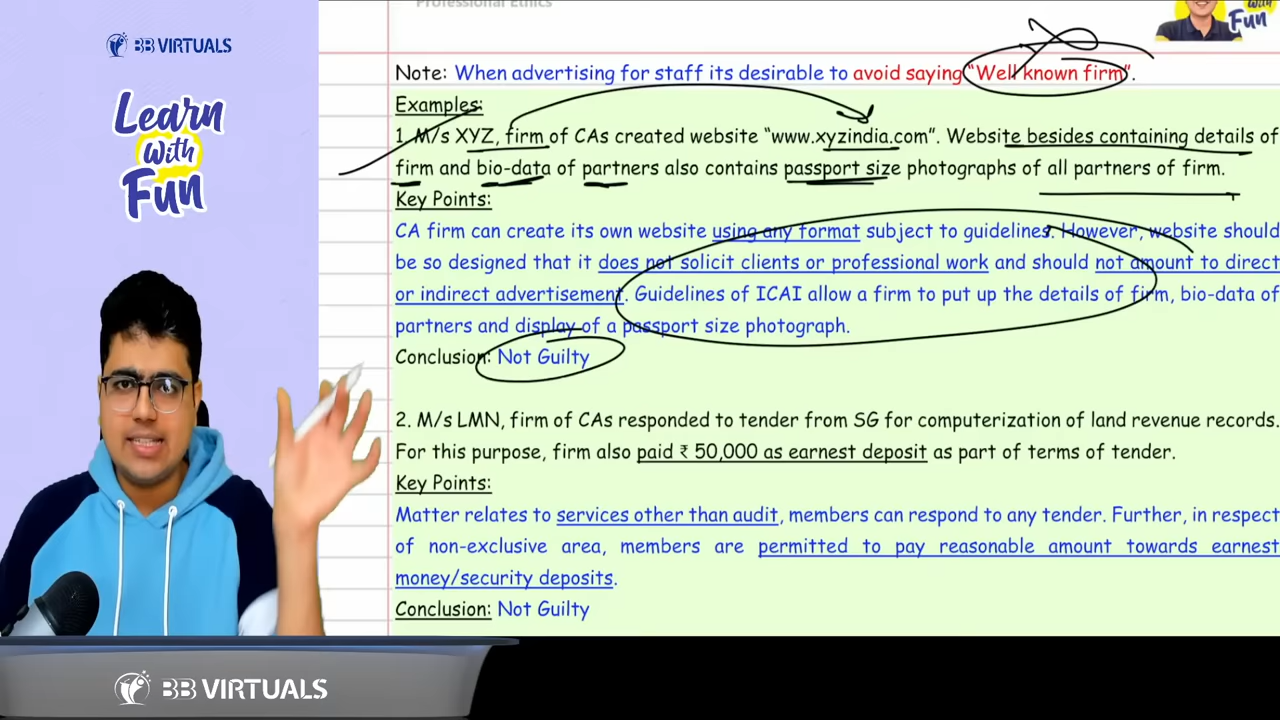 Professional Ethics
BB VIRTUALS
Learn
With
Fun
With
Fun
Note: When advertising for staff its desirable to avoid saying "Well known firm".
Examples:
1. M/s XYZ, firm of CAs created website "www.xyzindia.com". Website besides containing details of
firm and bio-data of partners also contains passport size photographs of all partners of firm.
Key Points:
CA firm can create its own website using any format subject to guidelines. However, website should
be so designed that it does not solicit clients or professional work and should not amount to direct
or indirect advertisement. Guidelines of ICAI allow a firm to put up the details of firm, bio-data of
partners and display of a passport size photograph.
Conclusion: Not Guilty
2. M/s LMN, firm of CAs responded to tender from SG for computerization of land revenue records.
For this purpose, firm also paid ₹ 50,000 as earnest deposit as part of terms of tender.
Key Points:
Matter relates to services other than audit, members can respond to any tender. Further, in respect
of non-exclusive area, members are permitted to pay reasonable amount towards earnest
money/security deposits.
Conclusion: Not Guilty
BB VIRTUALS